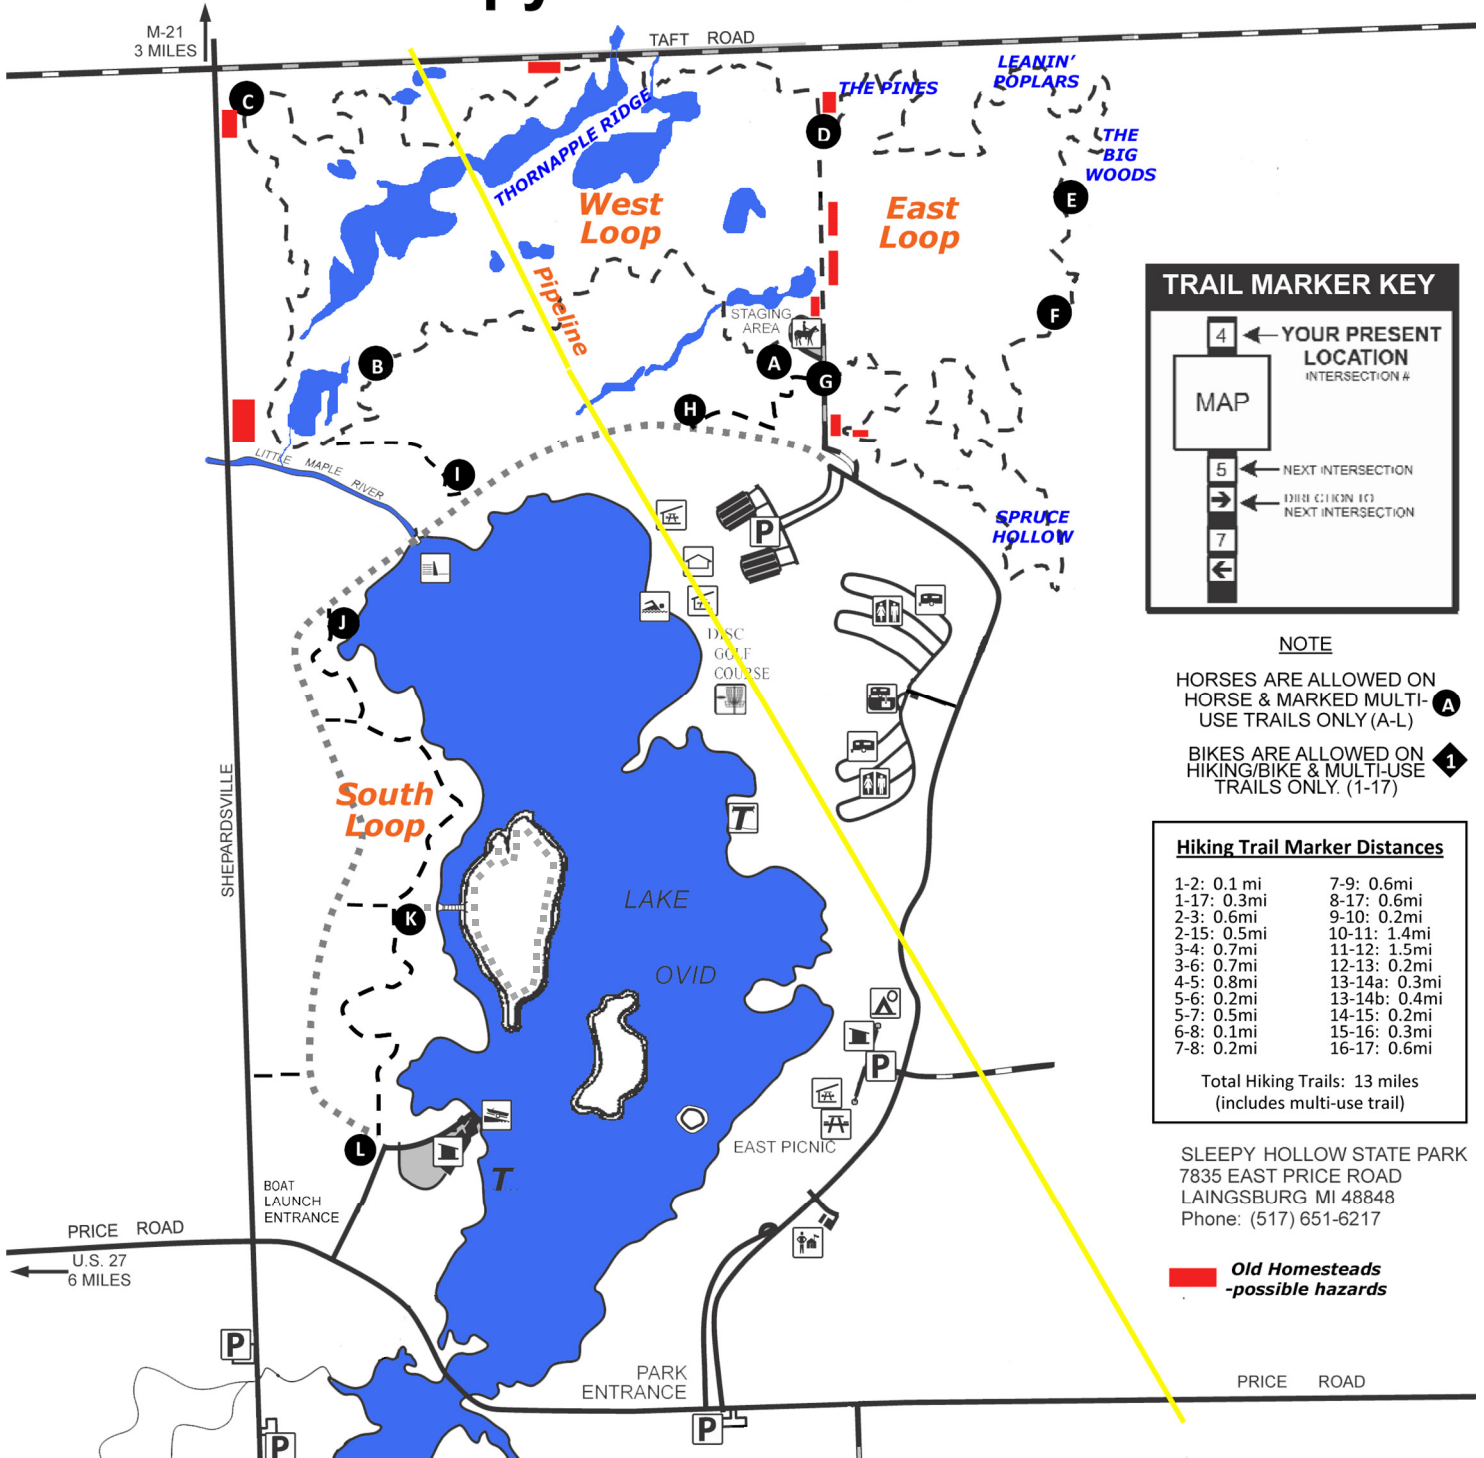 py
M-21
3 MILES
TAFT ROAD
LEANIN'
POPLARS
THE PINES
C
D
THE
BIG
WOODS
THORNAPPLE RIDGE
E
West
Loop
East
Loop
Pipeline
F
STAGING
AREA
B
A
G
H
LITTLE MAPLE
RIVER
I
P
SPRUCE
HOLLOW
J
DISC
GOLF
COURSE
South
Loop
SHEPARDSVILLE
T
LAKE
OVID
K
P
EAST PICNIC
L
T
BOAT
LAUNCH
ENTRANCE
PRICE ROAD
U.S. 27
6 MILES
P
PARK
ENTRANCE
PRICE ROAD
P
P
TRAIL MARKER KEY
4 YOUR PRESENT
LOCATION
INTERSECTION #
MAP
5 NEXT INTERSECTION
DIRECTION TO
NEXT INTERSECTION
7
NOTE
HORSES ARE ALLOWED ON
HORSE & MARKED MULTI-
USE TRAILS ONLY (A-L)
A
BIKES ARE ALLOWED ON
HIKING/BIKE & MULTI-USE
TRAILS ONLY. (1-17)
1
Hiking Trail Marker Distances
1-2: 0.1 mi
1-17: 0.3mi
2-3: 0.6mi
2-15: 0.5mi
3-4: 0.7mi
3-6: 0.7mi
4-5: 0.8mi
5-6: 0.2mi
5-7: 0.5mi
6-8: 0.1mi
7-8: 0.2mi
7-9: 0.6mi
8-17: 0.6mi
9-10: 0.2mi
10-11: 1.4mi
11-12: 1.5mi
12-13: 0.2mi
13-14a: 0.3mi
13-14b: 0.4mi
14-15: 0.2mi
15-16: 0.3mi
16-17: 0.6mi
Total Hiking Trails: 13 miles
(includes multi-use trail)
SLEEPY HOLLOW STATE PARK
7835 EAST PRICE ROAD
LAINGSBURG MI 48848
Phone: (517) 651-6217
Old Homesteads
-possible hazards